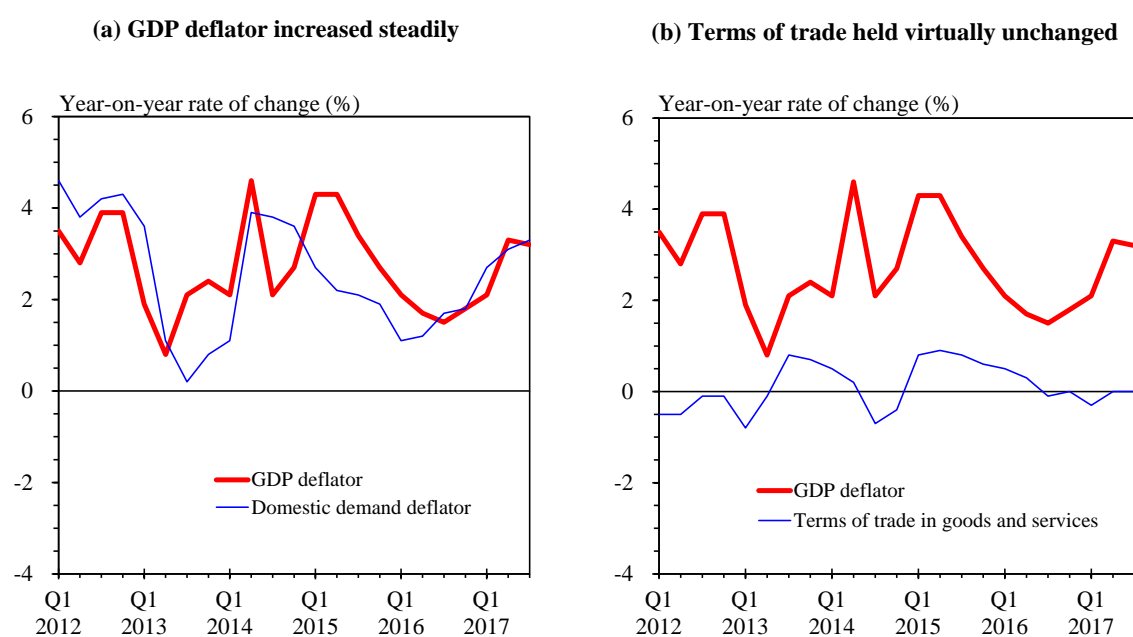 (a) GDP deflator increased steadily
Year-on-year rate of change (%)
6
4
2
0
-2
-4
GDP deflator
Domestic demand deflator
Q1 Q1 Q1 Q1 Q1 Q1
2012 2013 2014 2015 2016 2017
(b) Terms of trade held virtually unchanged
Year-on-year rate of change (%)
6
4
2
0
-2
-4
GDP deflator
Terms of trade in goods and services
Q1 Q1 Q1 Q1 Q1 Q1
2012 2013 2014 2015 2016 2017